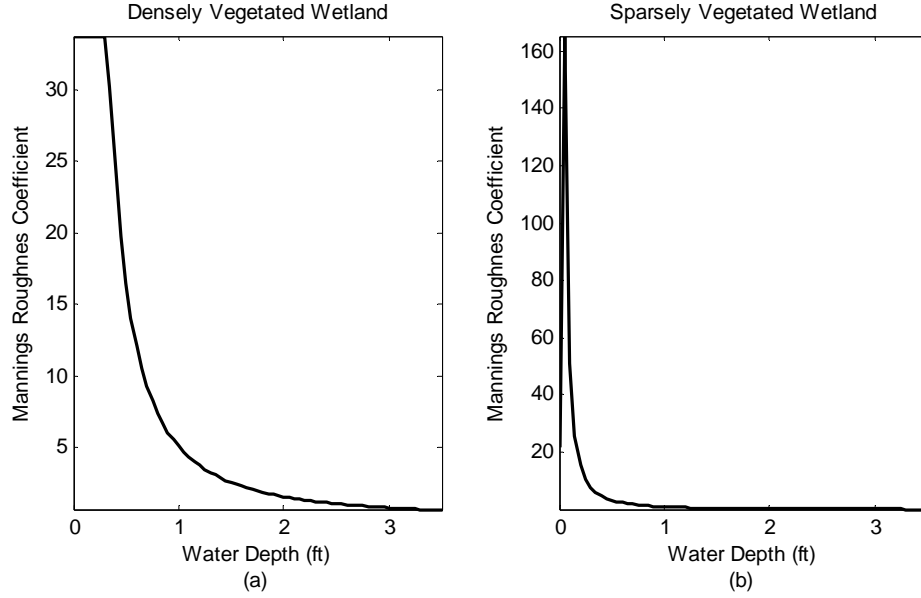 Densely Vegetated Wetland
Mannings Roughnes Coefficient
30
25
20
15
10
5
0
1
2
3
Water Depth (ft)
(a)
Sparsely Vegetated Wetland
Mannings Roughnes Coefficient
160
140
120
100
80
60
40
20
0
1
2
3
Water Depth (ft)
(b)